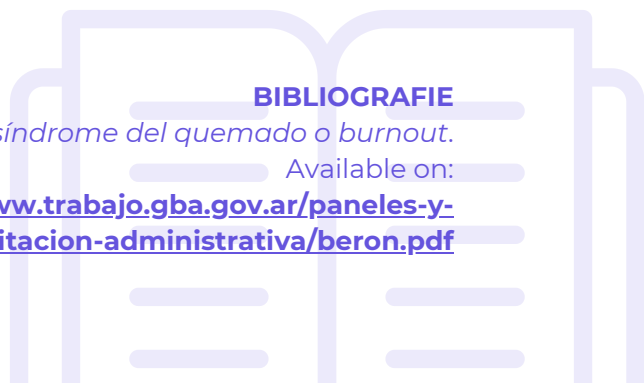 BIBLIOGRAFIE
síndrome del quemado o burnout.
Available on:
ww.trabajo.gba.gov.ar/paneles-y-
itacion-administrativa/beron.pdf